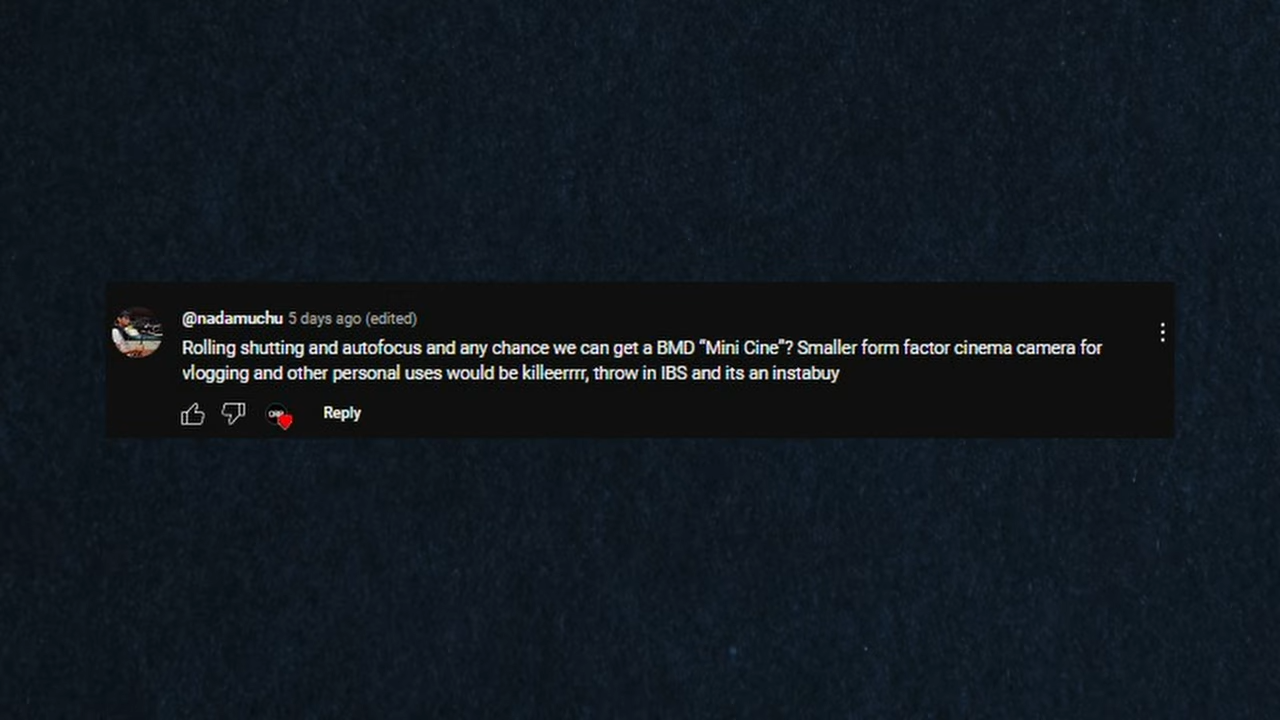 @nadamuchu 5 days ago (edited)
Rolling shutting and autofocus and any chance we can get a BMD “Mini Cine”? Smaller form factor cinema camera for
vlogging and other personal uses would be killeerrrr, throw in IBS and its an instabuy
Reply